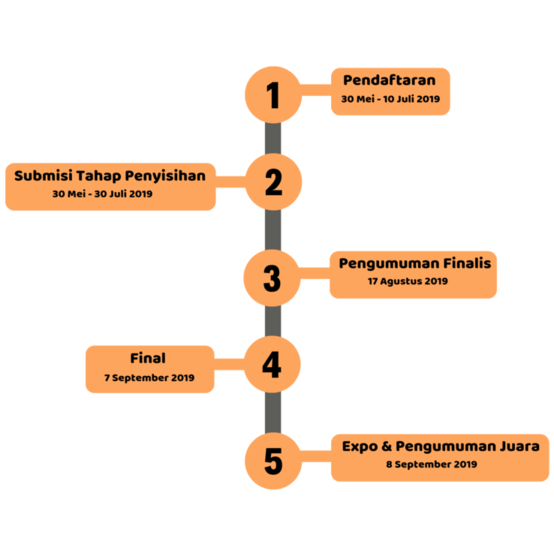 1
Pendaftaran
30 Mei - 10 Juli 2019
Submisi Tahap Penyisihan
30 Mei - 30 Juli 2019
2
3
Pengumuman Finalis
17 Agustus 2019
Final
7 September 2019
4
5
Expo & Pengumuman Juara
8 September 2019